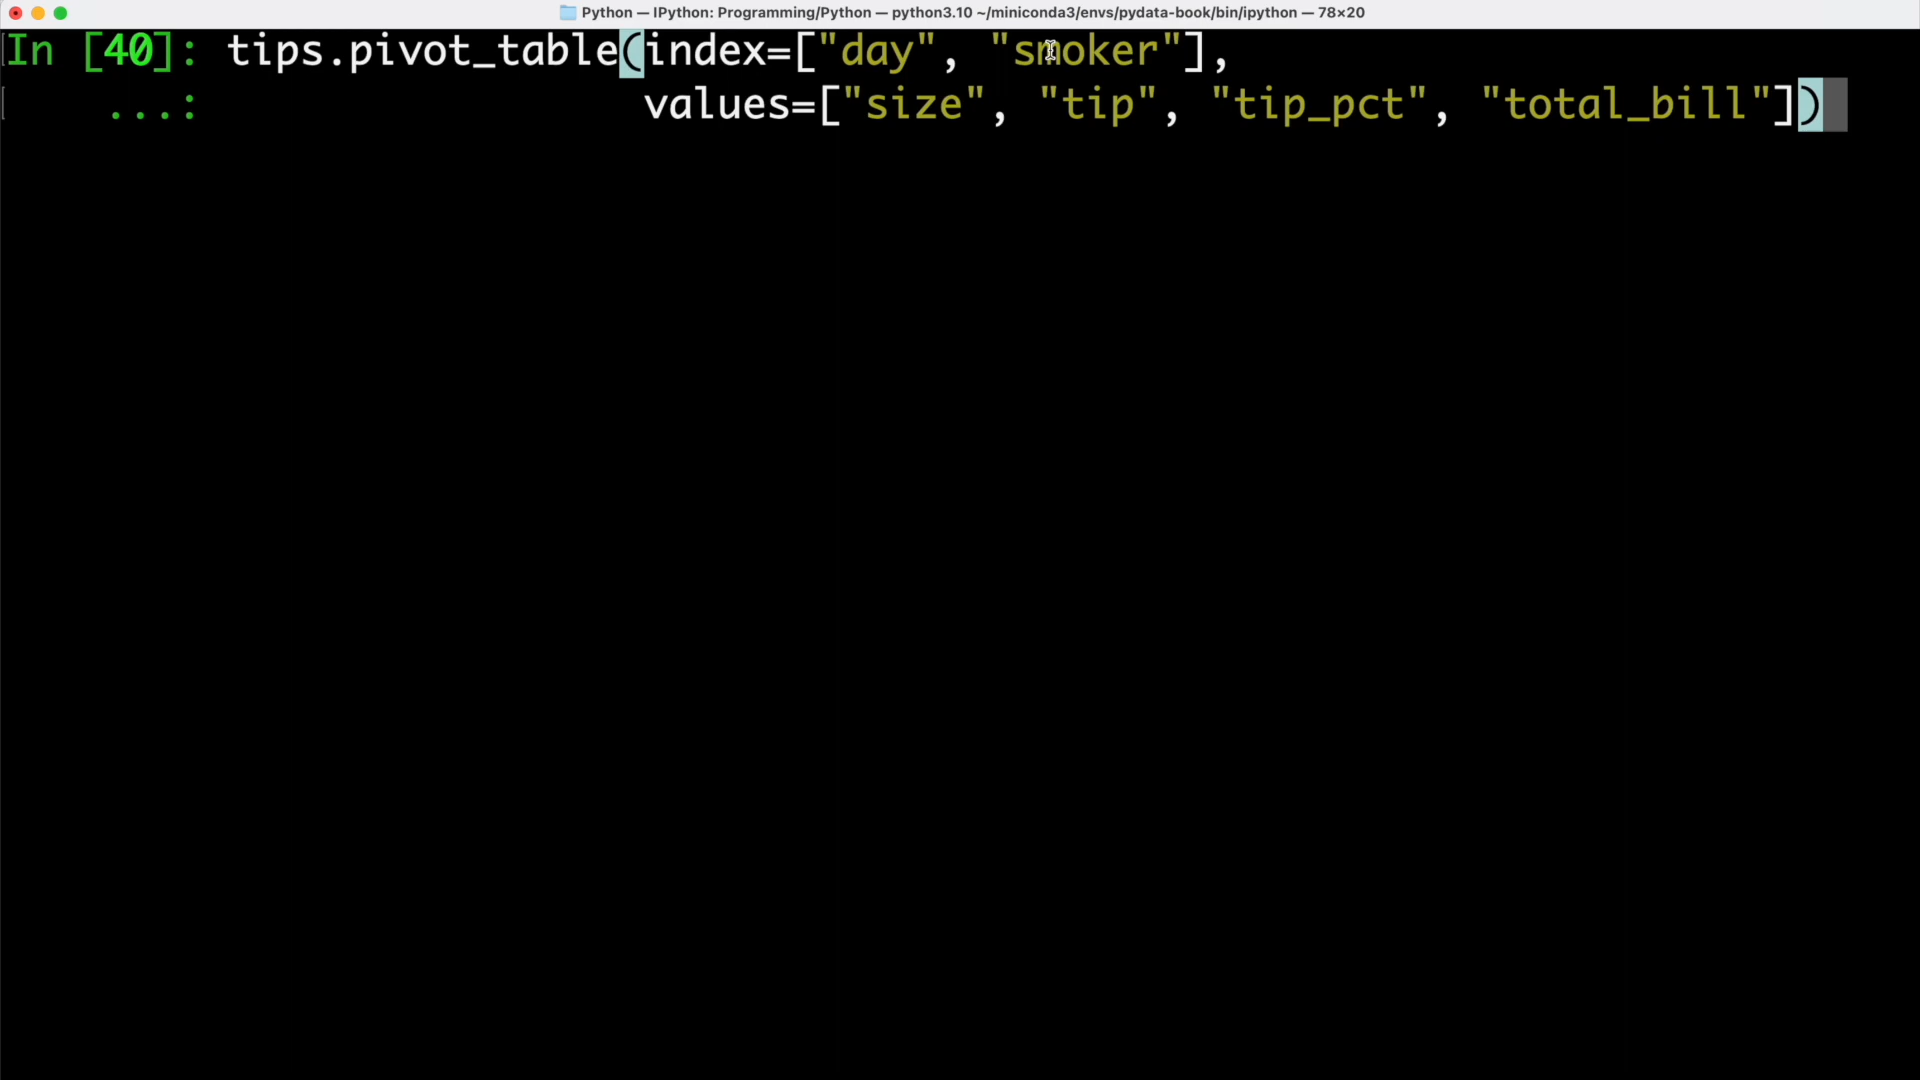 Python — IPython: Programming/Python — python3.10 ~/miniconda3/envs/pydata-book/bin/ipython — 78×20
In [40]: tips.pivot_table(index=["day", "smoker"],
    ...:                  values=["size", "tip", "tip_pct", "total_bill"])